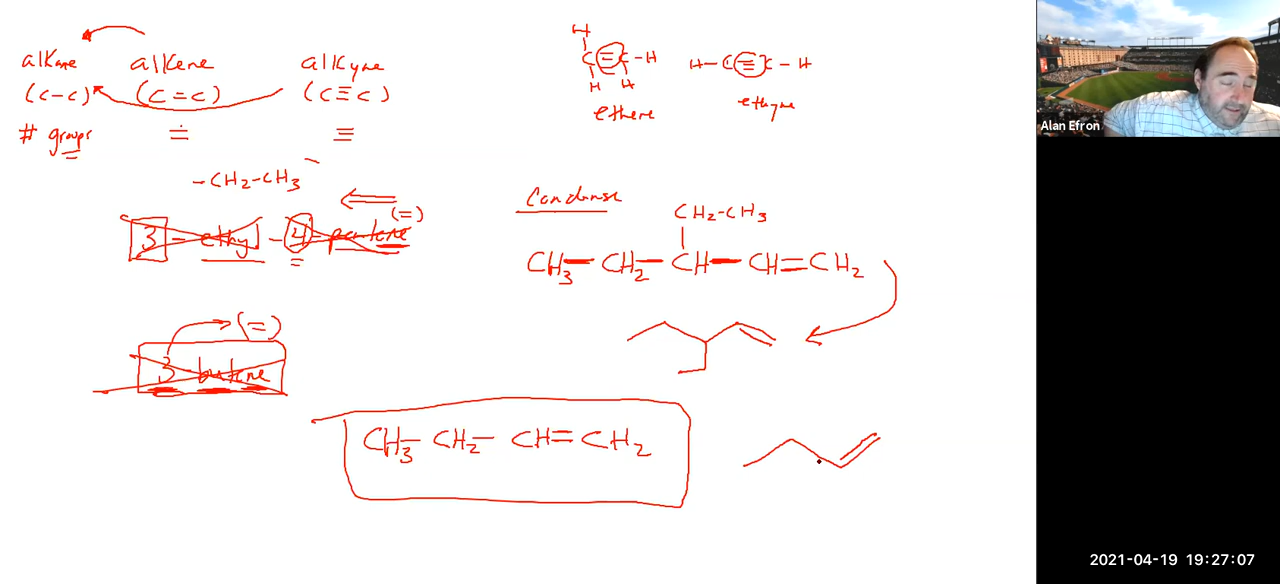 alkane alkene alkyne
(C-C) (C=C) (C≡C)
# groups = ≡
-CH2-CH3
3-ethyl-4-pentene (=)
(=)
3-butene
H
C=C-H
H H
ethene
H-C≡C-H
ethyne
Condense
CH2-CH3
CH3-CH2-CH-CH=CH2
CH3-CH2-CH=CH2
Alan Efron
2021-04-19 19:27:07